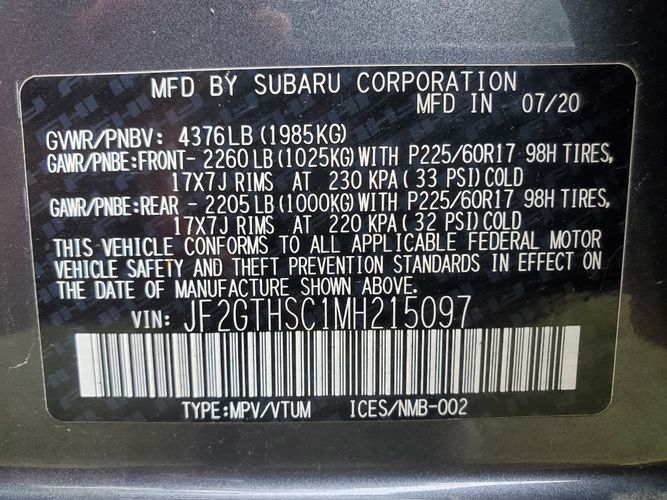 MFD BY SUBARU CORPORATION
MFD IN 07/20
GVWR/PNBV: 4376LB (1985KG)
GAWR/PNBE:FRONT- 2260 LB (1025KG) WITH P225/60R17 98H TIRES,
17X7J RIMS AT 230 KPA ( 33 PSI) COLD
GAWR/PNBE:REAR - 2205 LB (1000KG) WITH P225/60R17 98H TIRES,
17X7J RIMS AT 220 KPA ( 32 PSI) COLD
THIS VEHICLE CONFORMS TO ALL APPLICABLE FEDERAL MOTOR
VEHICLE SAFETY AND THEFT PREVENTION STANDARDS IN EFFECT ON
THE DATE OF MANUFACTURE SHOWN ABOVE.
VIN: JF2GTHSC1MH215097
TYPE:MPV/VTUM ICES/NMB-002